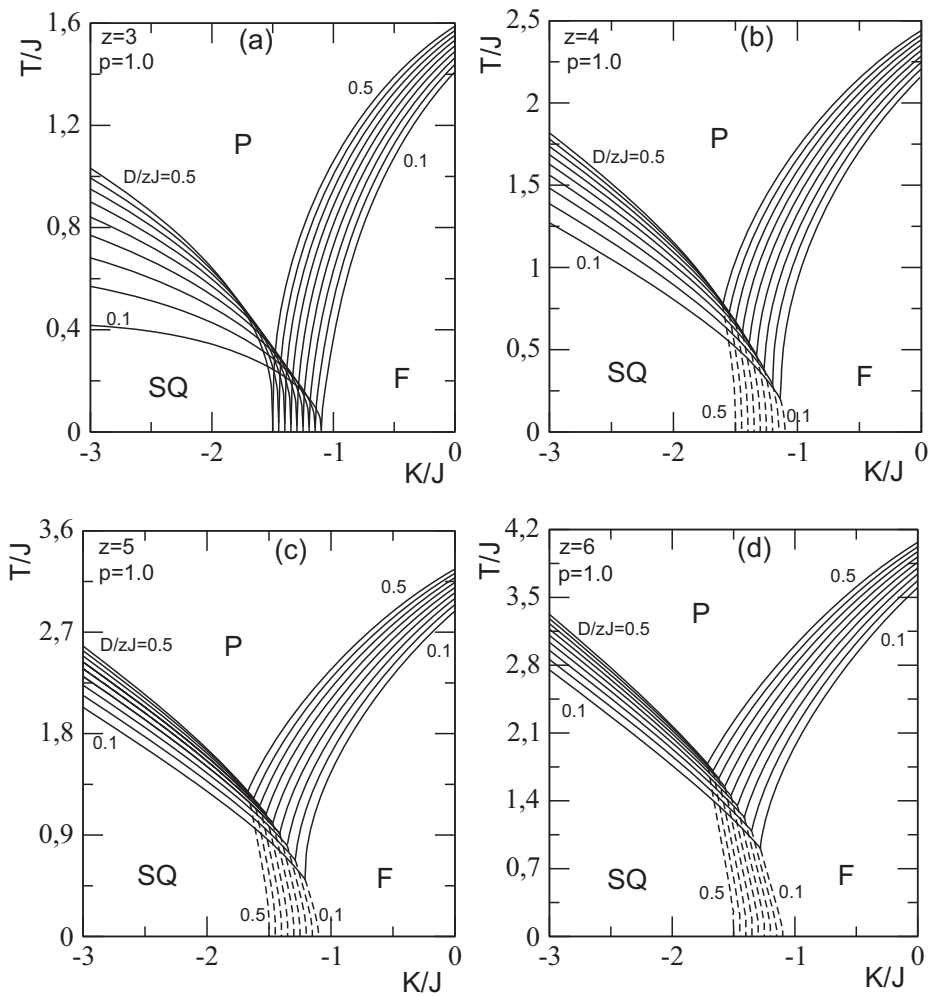 T/J
1,6
1,2
0,8
0,4
0
z=3
p=1.0
(a)
0.5
0.1
P
D/zJ=0.5
0.1
SQ
F
-3
-2
-1
0
K/J
T/J
2,5
2
1,5
1
0,5
0
z=4
p=1.0
(b)
0.5
0.1
P
D/zJ=0.5
0.1
SQ
F
0.5
0.1
-3
-2
-1
0
K/J
T/J
3,6
2,7
1,8
0,9
0
z=5
p=1.0
(c)
0.5
0.1
P
D/zJ=0.5
0.1
SQ
F
0.5
0.1
-3
-2
-1
0
K/J
T/J
4,2
3,5
2,8
2,1
1,4
0,7
0
z=6
p=1.0
(d)
0.5
0.1
P
D/zJ=0.5
0.1
SQ
F
0.5
0.1
-3
-2
-1
0
K/J